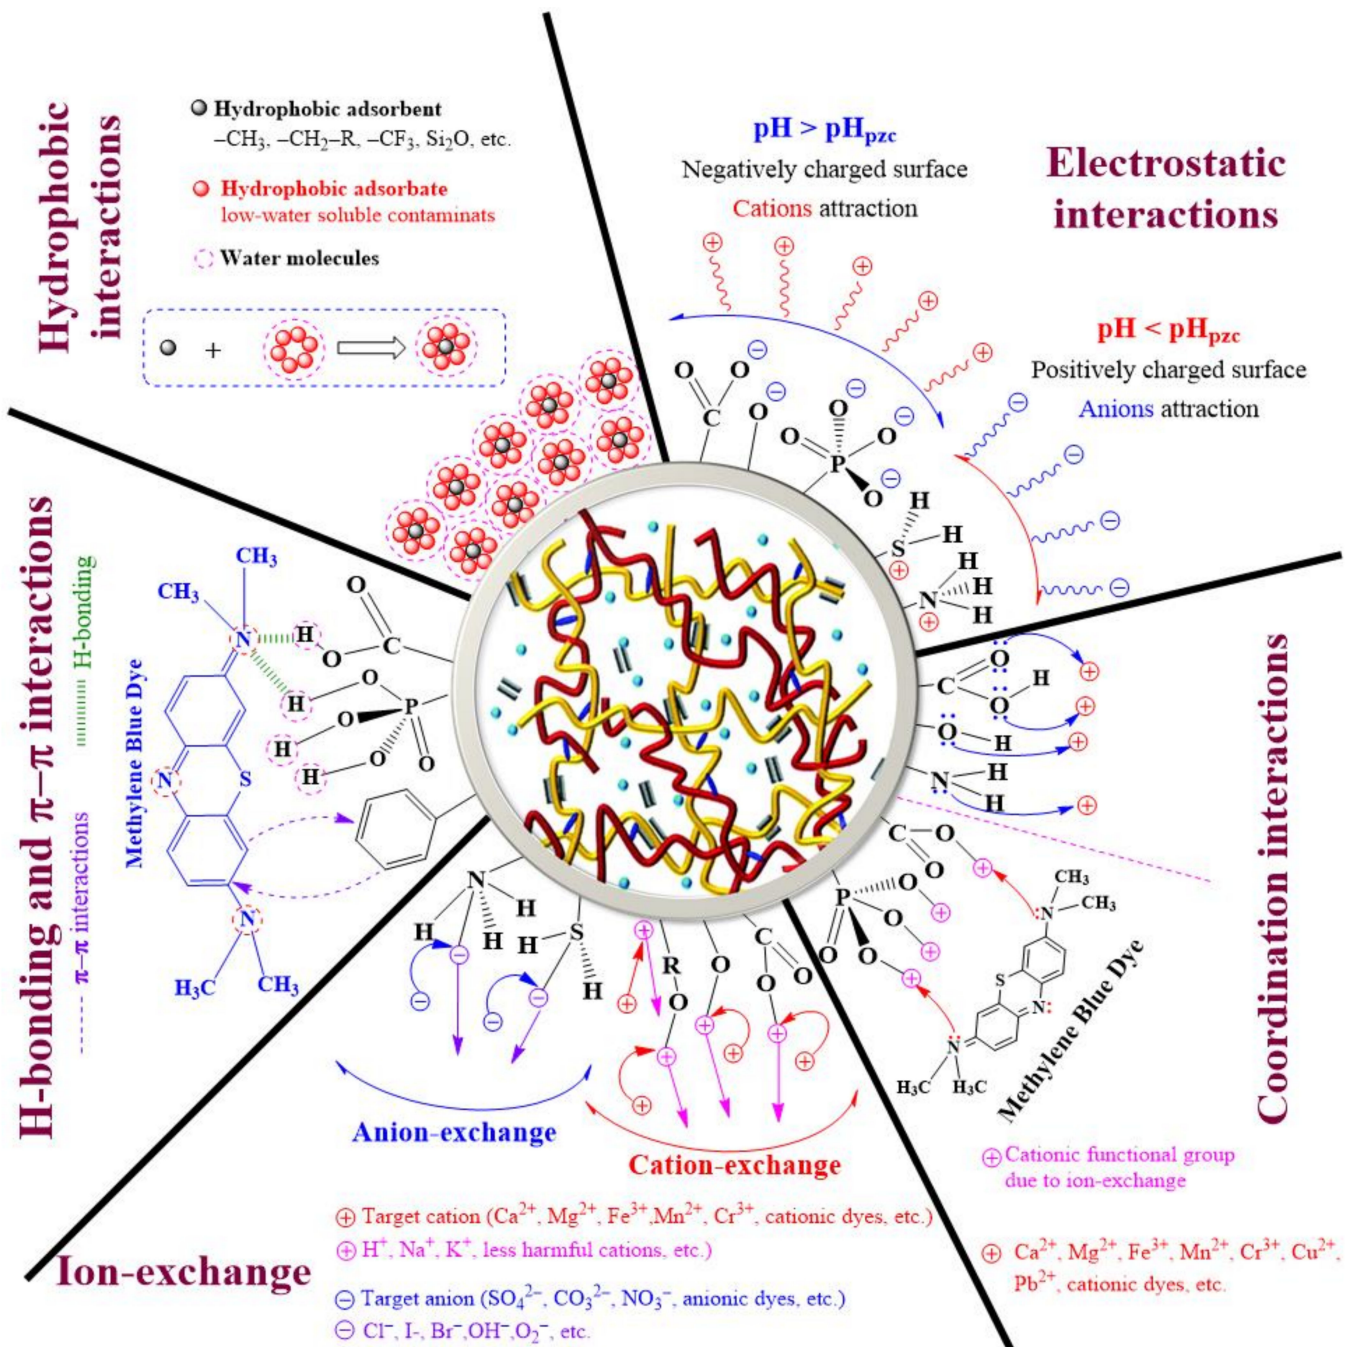 Hydrophobic
interactions
Hydrophobic adsorbent
–CH₃, –CH₂–R, –CF₃, Si₂O, etc.
Hydrophobic adsorbate
low-water soluble contaminats
Water molecules
+
pH > pHpzc
Negatively charged surface
Cations attraction
Electrostatic
interactions
pH < pHpzc
Positively charged surface
Anions attraction
O
O
O
O
O
O
P
O
H
S
H
H
N
H
H
H-bonding and π–π interactions
H-bonding
π–π interactions
Methylene Blue Dye
CH₃
CH₃
N
N
S
N
H₃C
CH₃
H
O
O
C
H
O
H
O
P
H
O
O
Coordination interactions
C
O
O
H
O
H
N
H
H
C
O
O
P
O
O
O
O
CH₃
N
CH₃
S
N:
N
H₃C
H₃C
Methylene Blue Dye
Cationic functional group
due to ion-exchange
Ca²⁺, Mg²⁺, Fe³⁺, Mn²⁺, Cr³⁺, Cu²⁺,
Pb²⁺, cationic dyes, etc.
N
H
H
H
S
H
H
R
O
O
C
O
O
Anion-exchange
Cation-exchange
Ion-exchange
Target cation (Ca²⁺, Mg²⁺, Fe³⁺,Mn²⁺, Cr³⁺, cationic dyes, etc.)
H⁺, Na⁺, K⁺, less harmful cations, etc.)
Target anion (SO₄²⁻, CO₃²⁻, NO₃⁻, anionic dyes, etc.)
Cl⁻, I-, Br⁻,OH⁻,O₂⁻, etc.